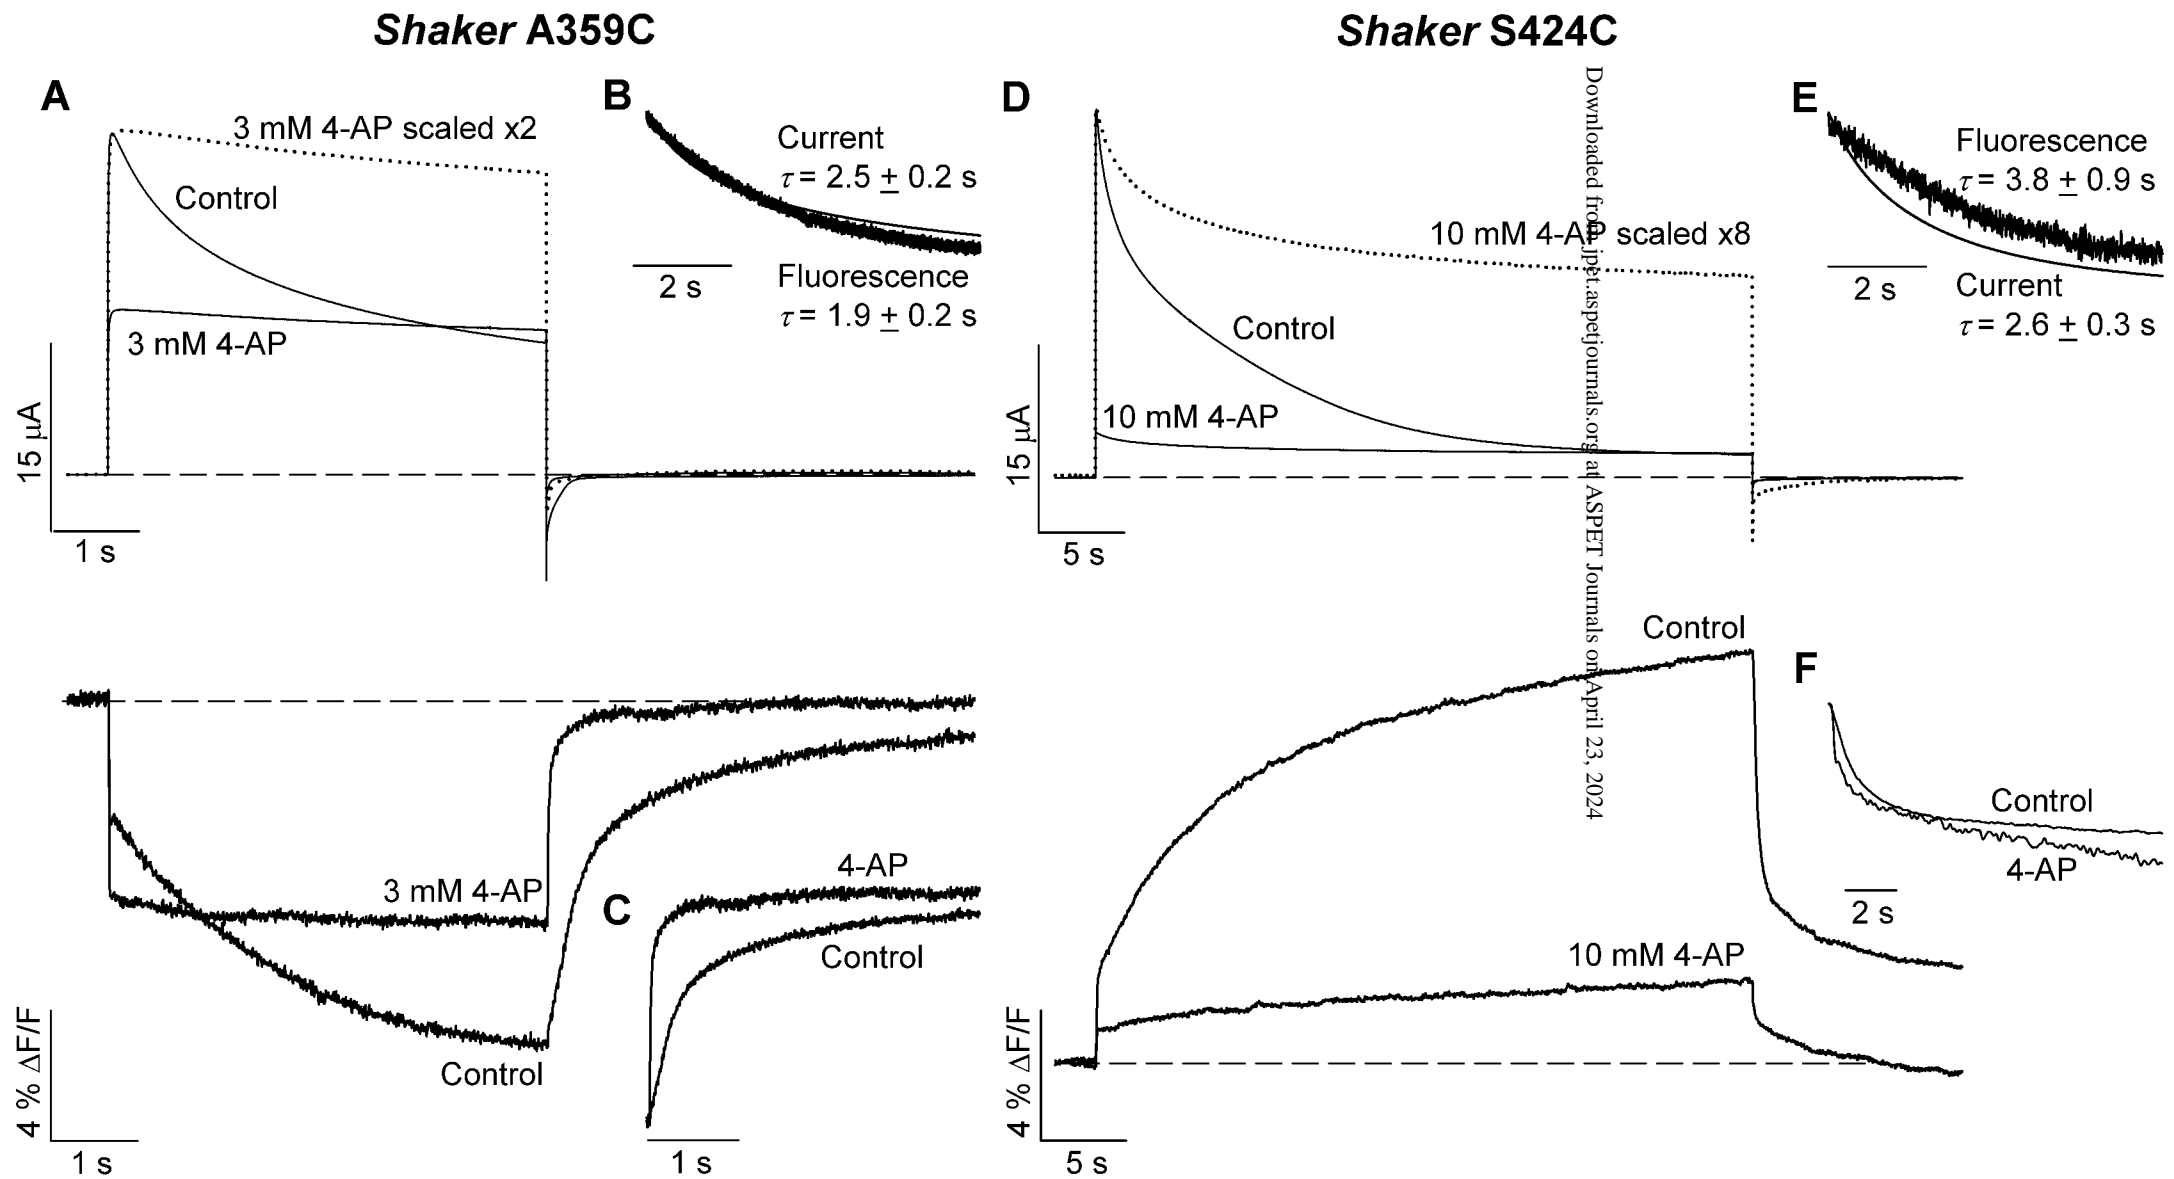 Shaker A359C
Shaker S424C
A
3 mM 4-AP scaled x2
Control
3 mM 4-AP
15 μA
1 s
B
Current
τ = 2.5 ± 0.2 s
2 s
Fluorescence
τ = 1.9 ± 0.2 s
3 mM 4-AP
Control
4 % ΔF/F
1 s
C
4-AP
Control
1 s
D
10 mM 4-AP scaled x8
Control
10 mM 4-AP
15 μA
5 s
E
Fluorescence
τ = 3.8 ± 0.9 s
2 s
Current
τ = 2.6 ± 0.3 s
Control
10 mM 4-AP
4 % ΔF/F
5 s
F
Control
4-AP
2 s
Downloaded from jpet.aspetjournals.org at ASPET Journals on April 23, 2024